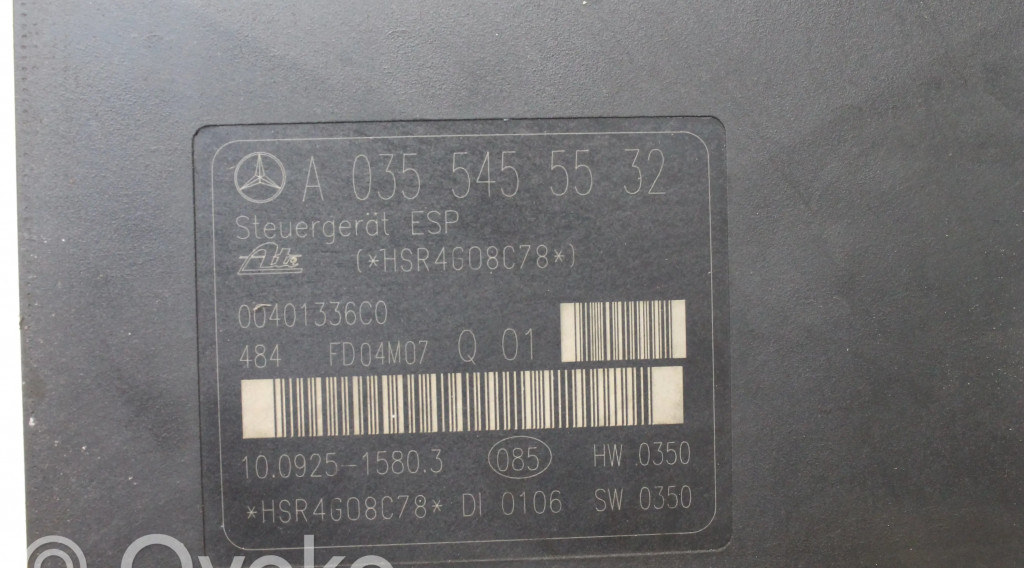 A 035 545 55 32
Steuergerät ESP
Ate (*HSR4G08C78*)
00401336C0
484 FD04M07 Q 01
10.0925-1580.3 085 HW 0350
*HSR4G08C78* DI 0106 SW 0350
© Ovoko